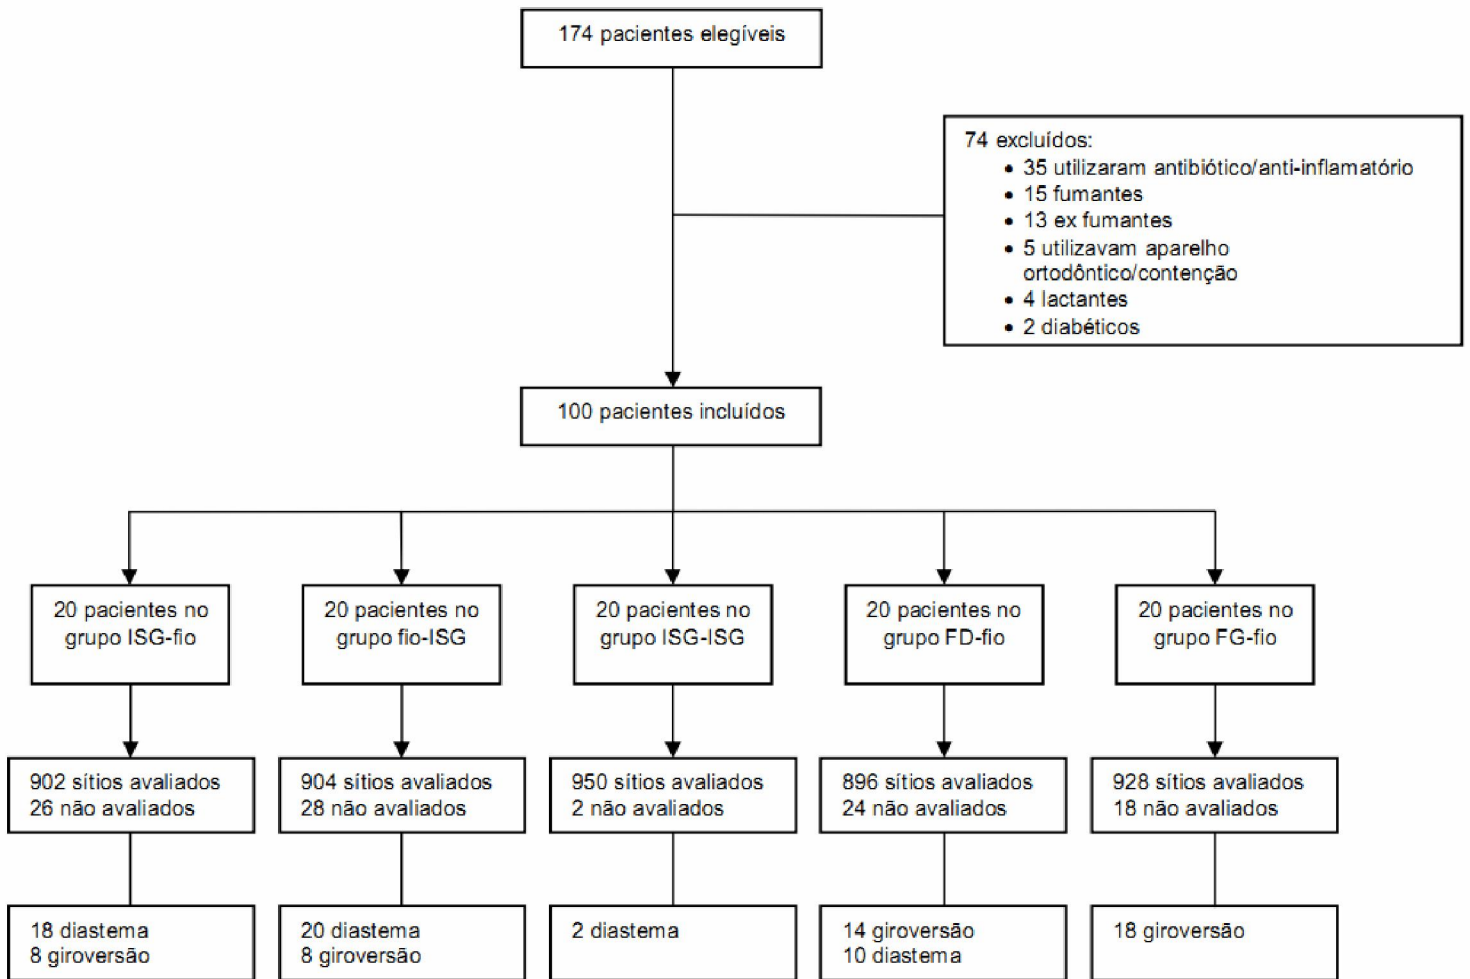 174 pacientes elegíveis
74 excluídos:
• 35 utilizaram antibiótico/anti-inflamatório
• 15 fumantes
• 13 ex fumantes
• 5 utilizavam aparelho
ortodôntico/contenção
• 4 lactantes
• 2 diabéticos
100 pacientes incluídos
20 pacientes no
grupo ISG-fio
20 pacientes no
grupo fio-ISG
20 pacientes no
grupo ISG-ISG
20 pacientes no
grupo FD-fio
20 pacientes no
grupo FG-fio
902 sítios avaliados
26 não avaliados
904 sítios avaliados
28 não avaliados
950 sítios avaliados
2 não avaliados
896 sítios avaliados
24 não avaliados
928 sítios avaliados
18 não avaliados
18 diastema
8 giroversão
20 diastema
8 giroversão
2 diastema
14 giroversão
10 diastema
18 giroversão